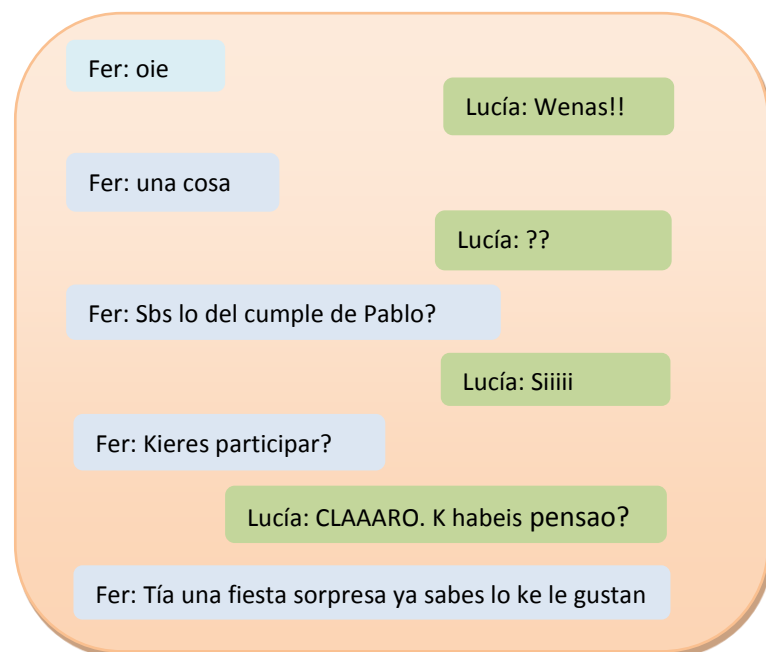 Fer: oie
Lucía: Wenas!!
Fer: una cosa
Lucía: ??
Fer: Sbs lo del cumple de Pablo?
Lucía: Siiiii
Fer: Kieres participar?
Lucía: CLAAARO. K habeis pensao?
Fer: Tía una fiesta sorpresa ya sabes lo ke le gustan